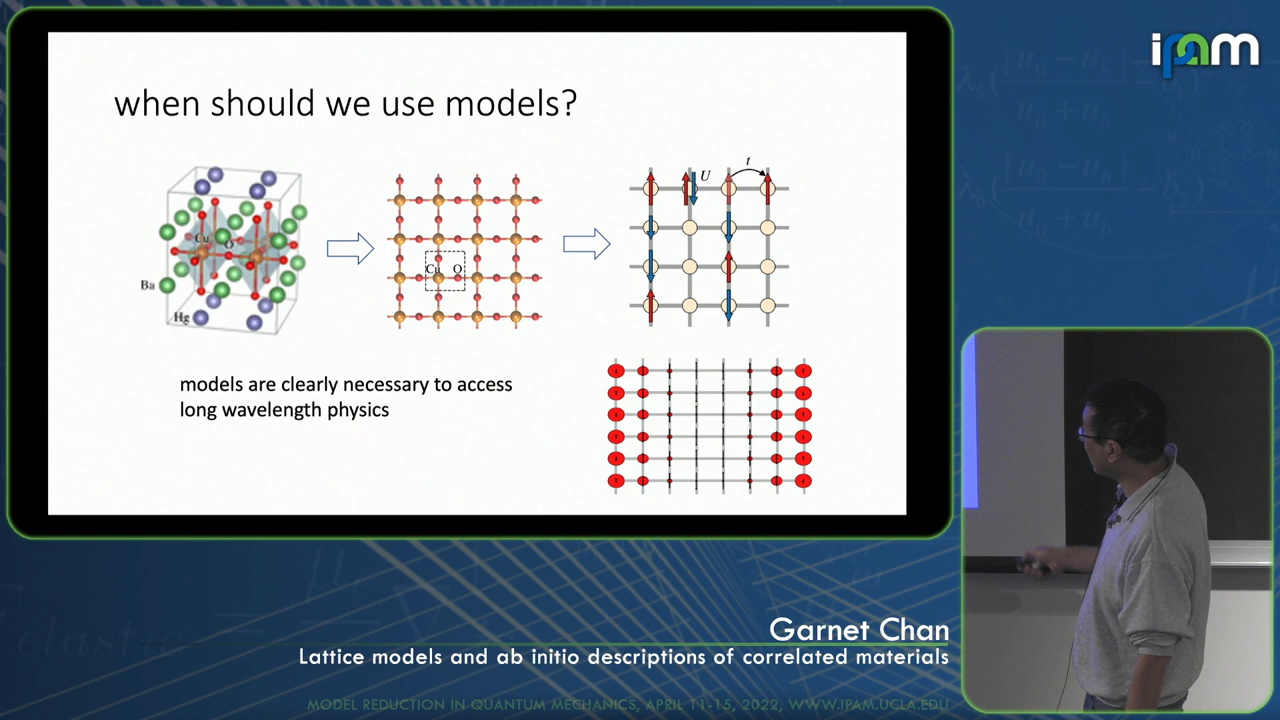 ipam
when should we use models?
t
U
Cu
O
Cu O
Ba
Hg
models are clearly necessary to access
long wavelength physics
Garnet Chan
Lattice models and ab initio descriptions of correlated materials
MODEL REDUCTION IN QUANTUM MECHANICS, APRIL 11-15, 2022, WWW.IPAM.UCLA.EDU
elastic